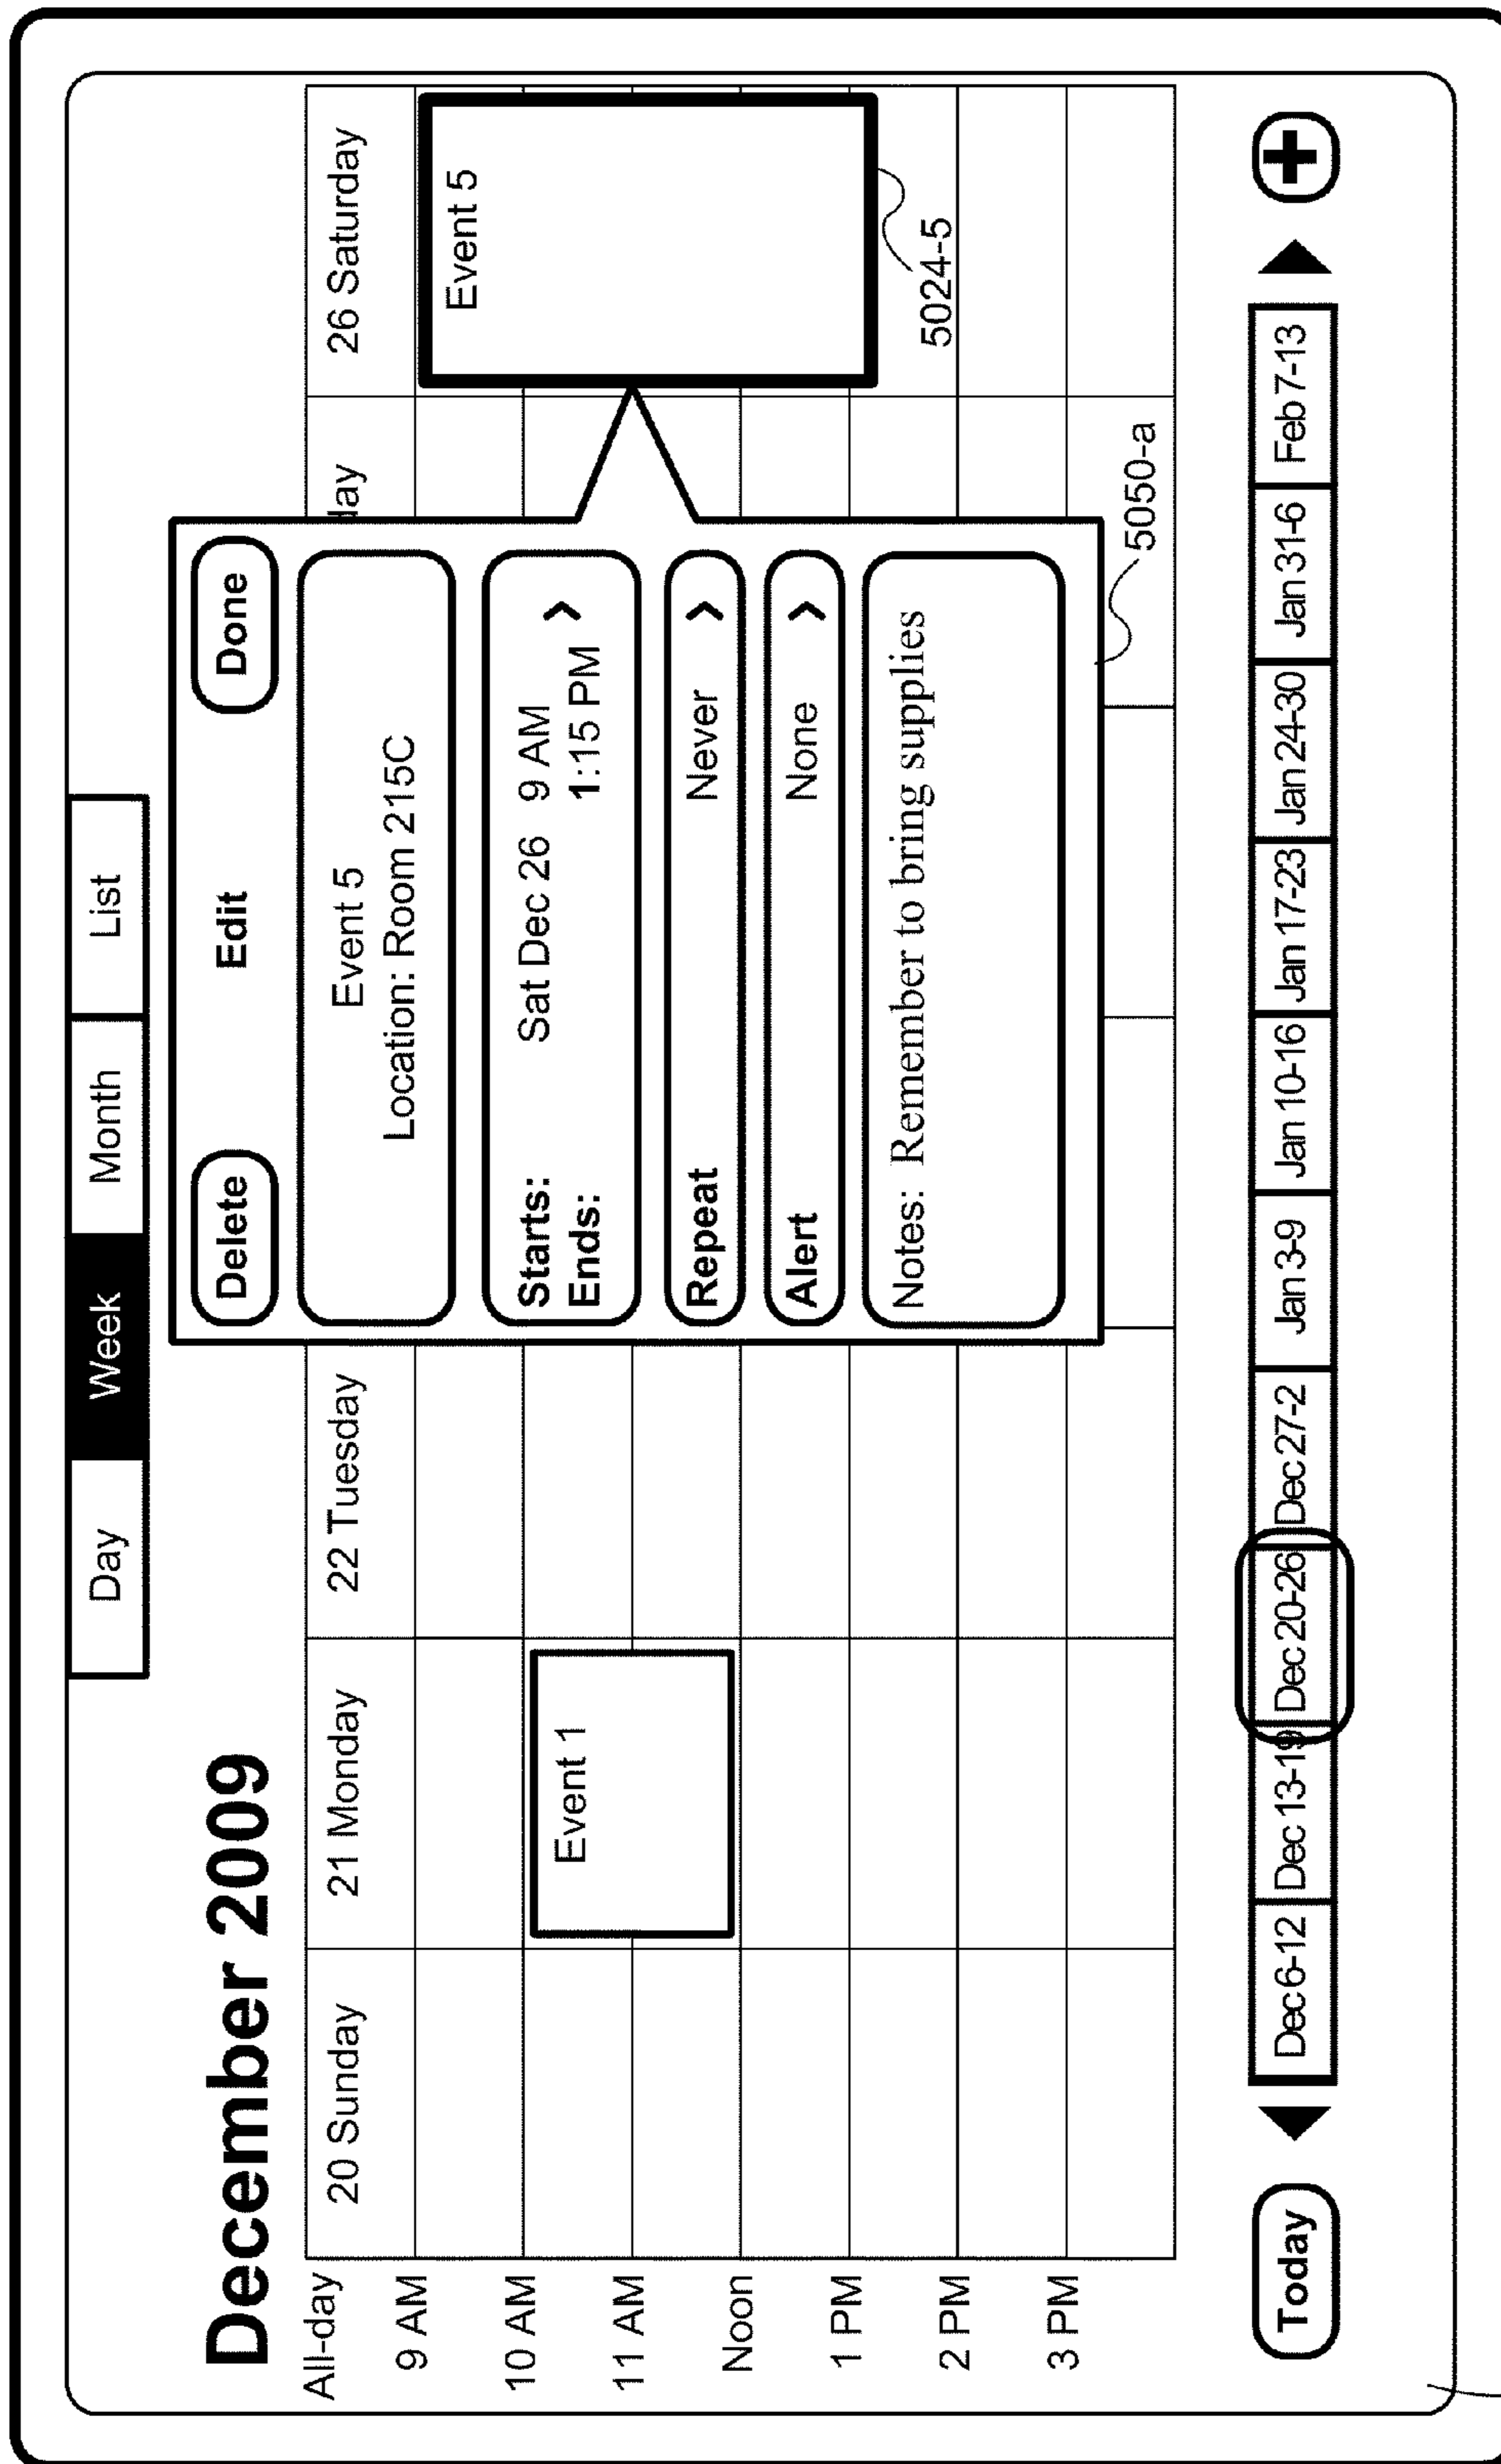 Day Week Month List
December 2009
Delete Edit Done
20 Sunday 21 Monday 22 Tuesday day 26 Saturday
All-day
9 AM
10 AM
11 AM
Noon
1 PM
2 PM
3 PM
Event 1
Event 5
Location: Room 215C
Starts: Sat Dec 26 9 AM
Ends: 1:15 PM
Repeat Never >
Alert None >
Notes: Remember to bring supplies
Event 5
5024-5
5050-a
Today Dec 6-12 Dec 13-19 Dec 20-26 Dec 27-2 Jan 3-9 Jan 10-16 Jan 17-23 Jan 24-30 Jan 31-6 Feb 7-13 +